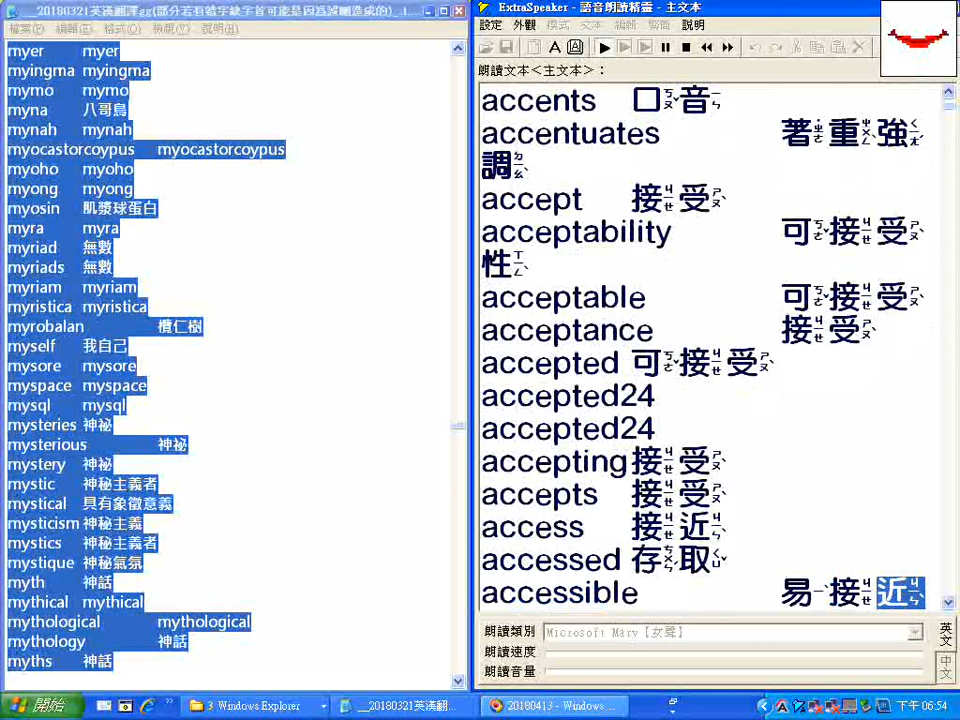 __20180321英漢翻譯gg(部分若有錯字缺字首可能是因為誤刪造成的)_
檔案(F) 編輯(E) 格式(O) 檢視(V) 說明(H)
myer myer
myingma myingma
mymo mymo
myna 八哥鳥
mynah mynah
myocastorcoypus myocastorcoypus
myoho myoho
myong myong
myosin 肌漿球蛋白
myra myra
myriad 無數
myriads 無數
myriam myriam
myristica myristica
myrobalan 欖仁樹
myself 我自己
mysore mysore
myspace myspace
mysql mysql
mysteries 神祕
mysterious 神祕
mystery 神祕
mystic 神秘主義者
mystical 具有象徵意義
mysticism 神秘主義
mystics 神秘主義者
mystique 神秘氣氛
myth 神話
mythical mythical
mythological mythological
mythology 神話
myths 神話
ExtraSpeaker - 語音朗讀精靈 - 主文本
設定 外觀 模式 文本 編輯 視窗 說明
朗讀文本<主文本>:
accents 口音
accentuates 著重強
調
accept 接受
acceptability 可接受
性
acceptable 可接受
acceptance 接受
accepted 可接受
accepted24
accepted24
accepting 接受
accepts 接受
access 接近
accessed 存取
accessible 易接近
朗讀類別 Microsoft Mary【女聲】
朗讀速度
朗讀音量
英文
中文
開始
3 Windows Explorer
__20180321英漢翻譯...
20180413 - Windows ...
下午 06:54